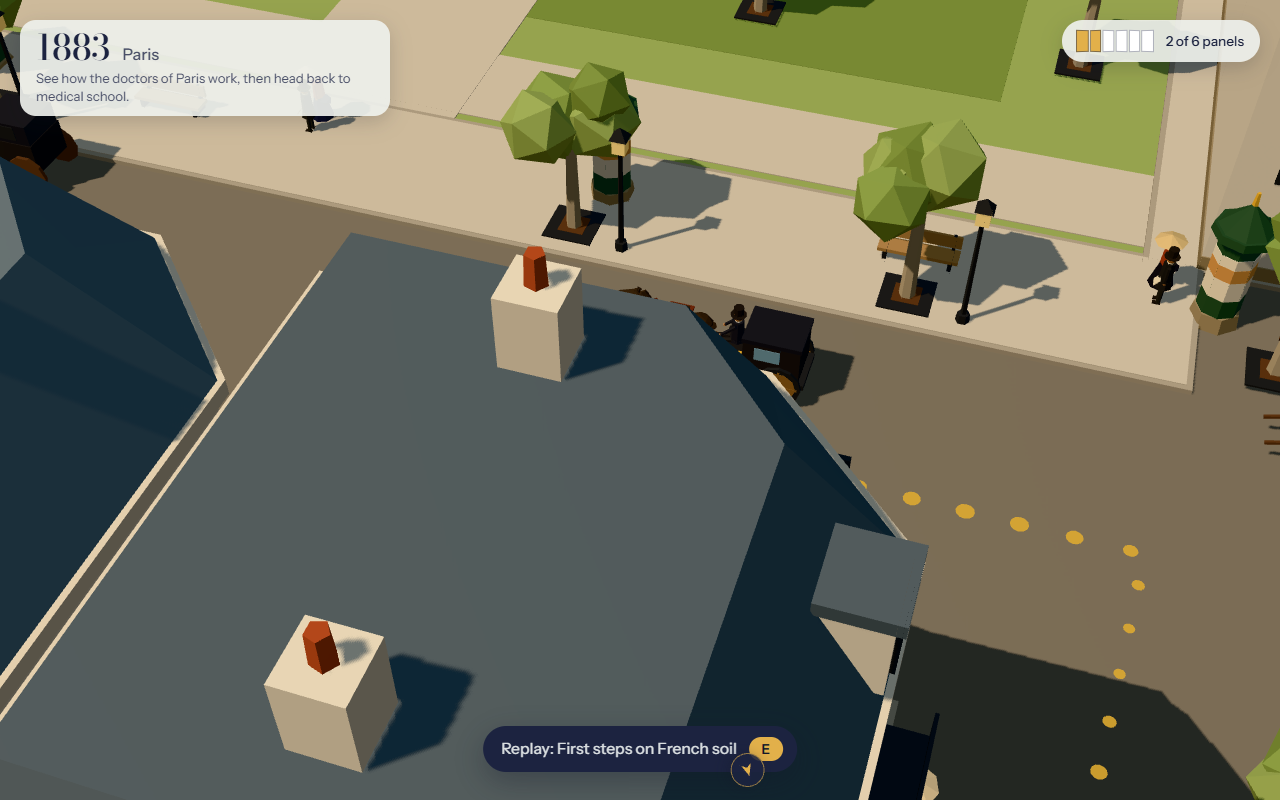 1883 Paris
See how the doctors of Paris work, then head back to
medical school.
2 of 6 panels
Replay: First steps on French soil E